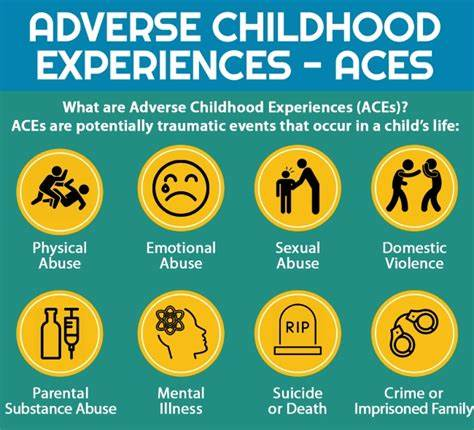 ADVERSE CHILDHOOD
EXPERIENCES – ACES
What are Adverse Childhood Experiences (ACEs)?
ACEs are potentially traumatic events that occur in a child's life:
Physical
Abuse
Emotional
Abuse
Sexual
Abuse
Domestic
Violence
RIP
Parental
Substance Abuse
Mental
Illness
Suicide
or Death
Crime or
Imprisoned Family